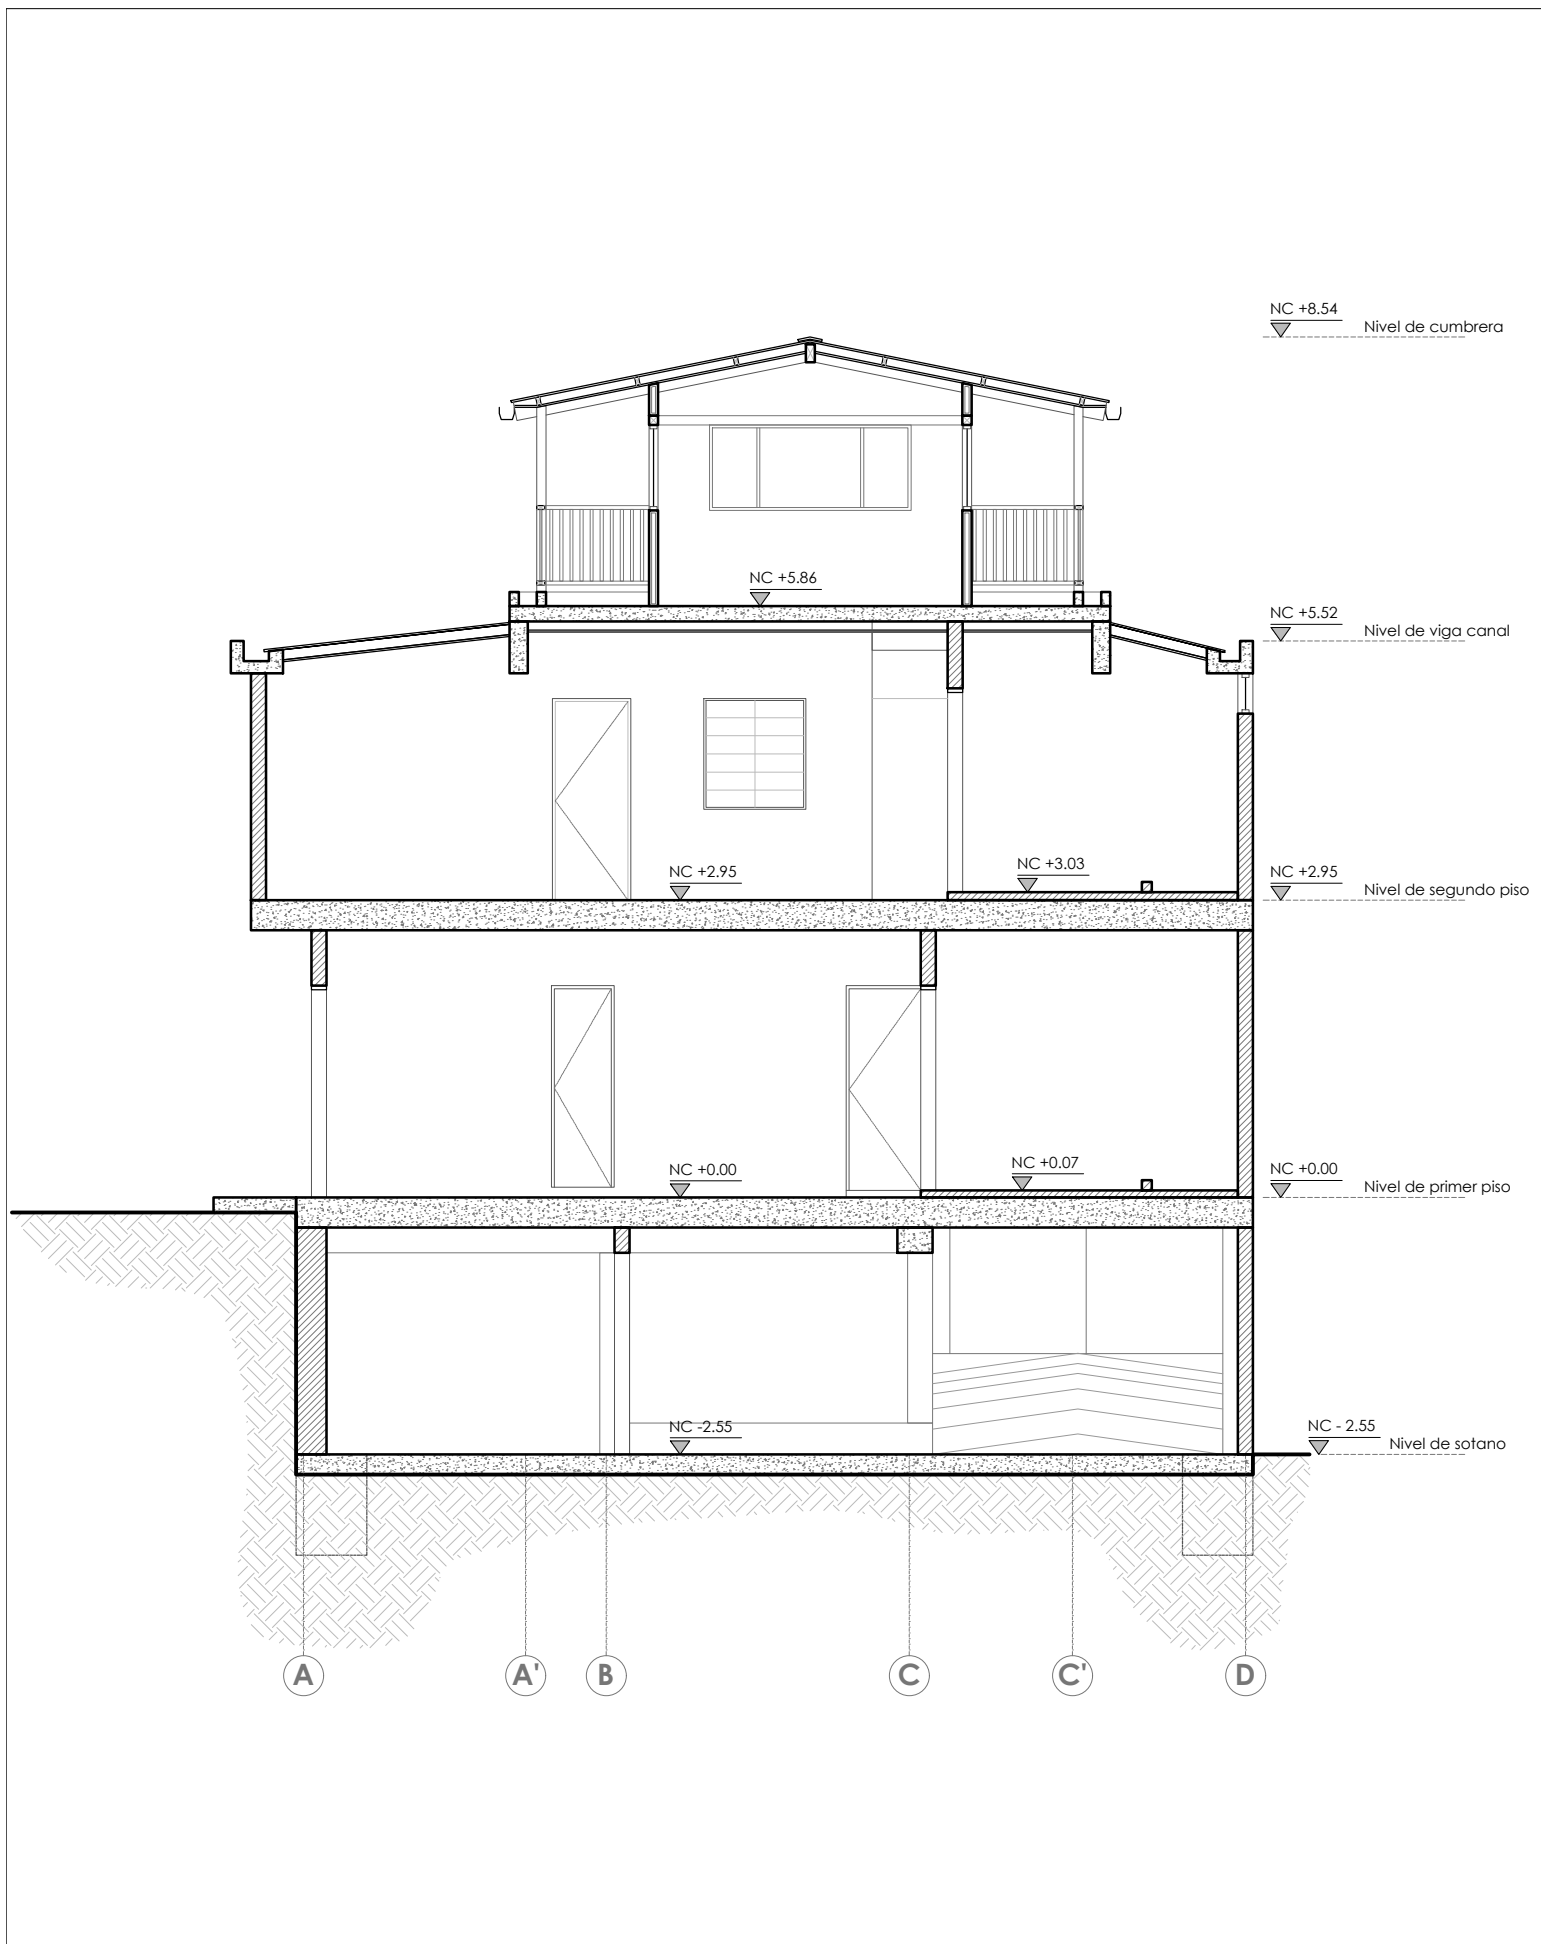 NC +8.54
Nivel de cumbrera
NC +5.86
NC +5.52
Nivel de viga canal
NC +2.95
NC +3.03
NC +2.95
Nivel de segundo piso
NC +0.00
NC +0.07
NC +0.00
Nivel de primer piso
NC -2.55
NC - 2.55
Nivel de sotano
A
A'
B
C
C'
D